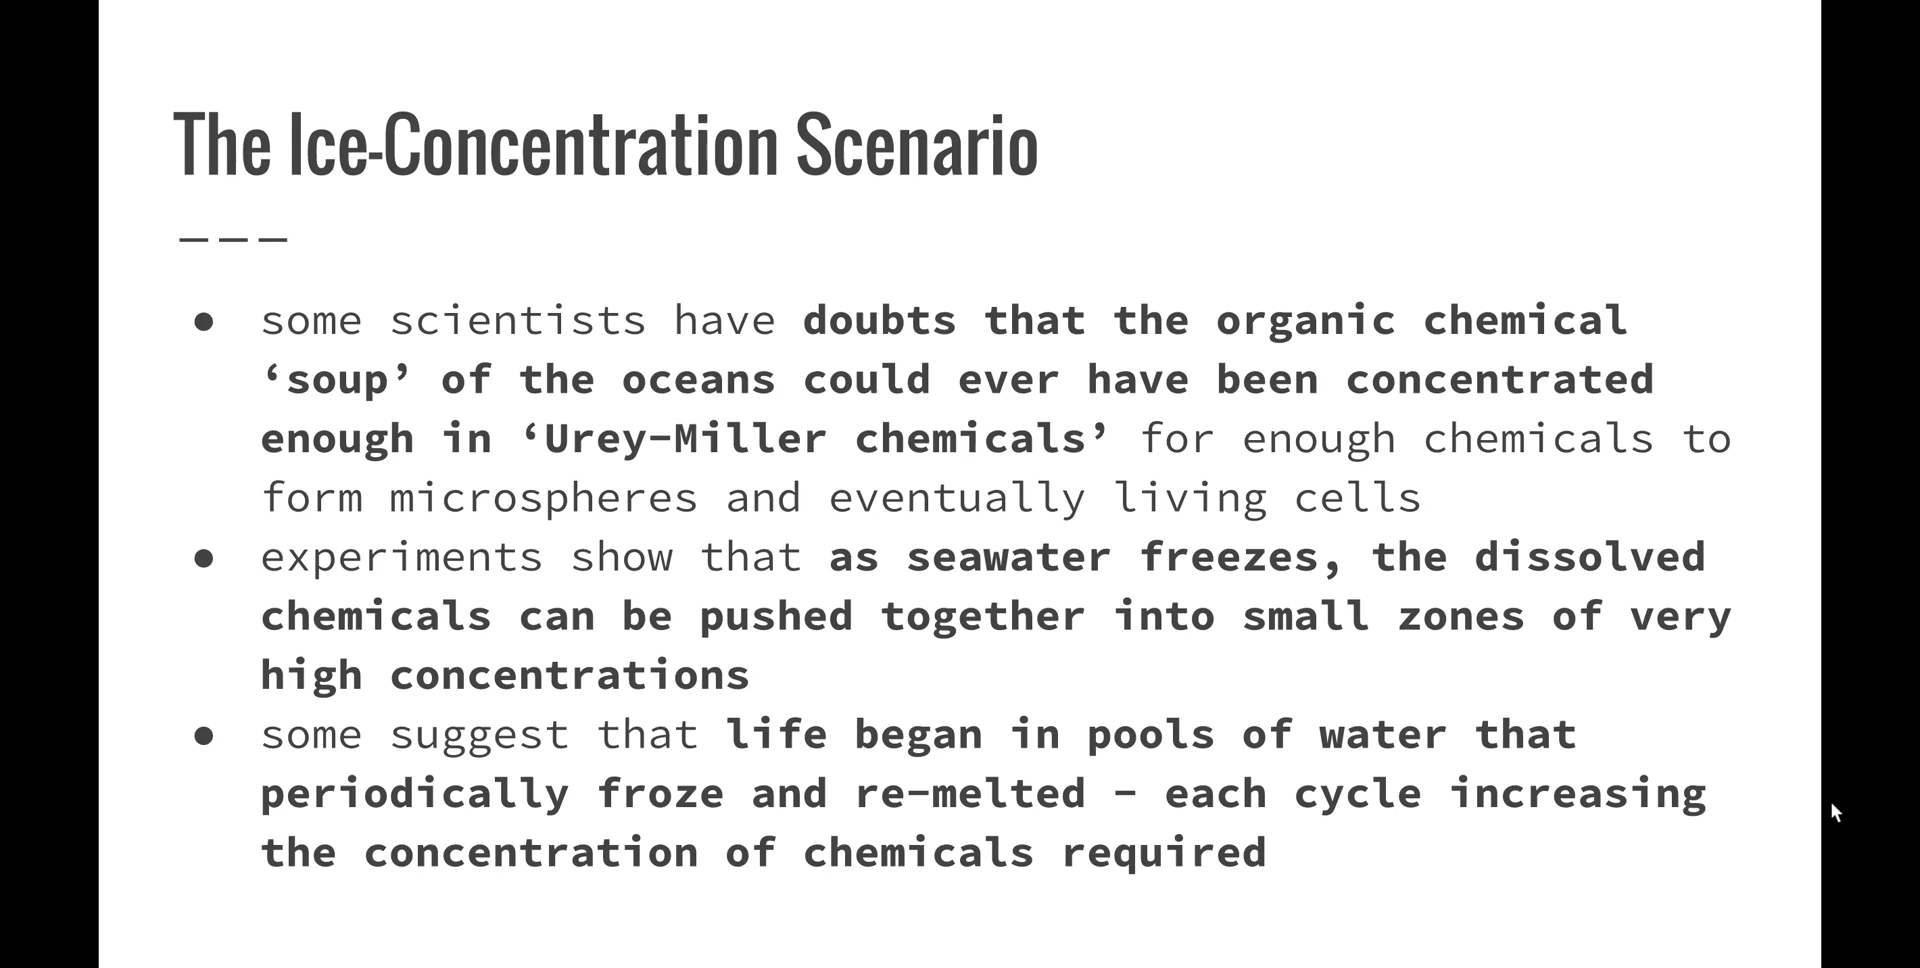 The Ice-Concentration Scenario
———
● some scientists have doubts that the organic chemical
‘soup’ of the oceans could ever have been concentrated
enough in ‘Urey-Miller chemicals’ for enough chemicals to
form microspheres and eventually living cells
● experiments show that as seawater freezes, the dissolved
chemicals can be pushed together into small zones of very
high concentrations
● some suggest that life began in pools of water that
periodically froze and re-melted - each cycle increasing
the concentration of chemicals required